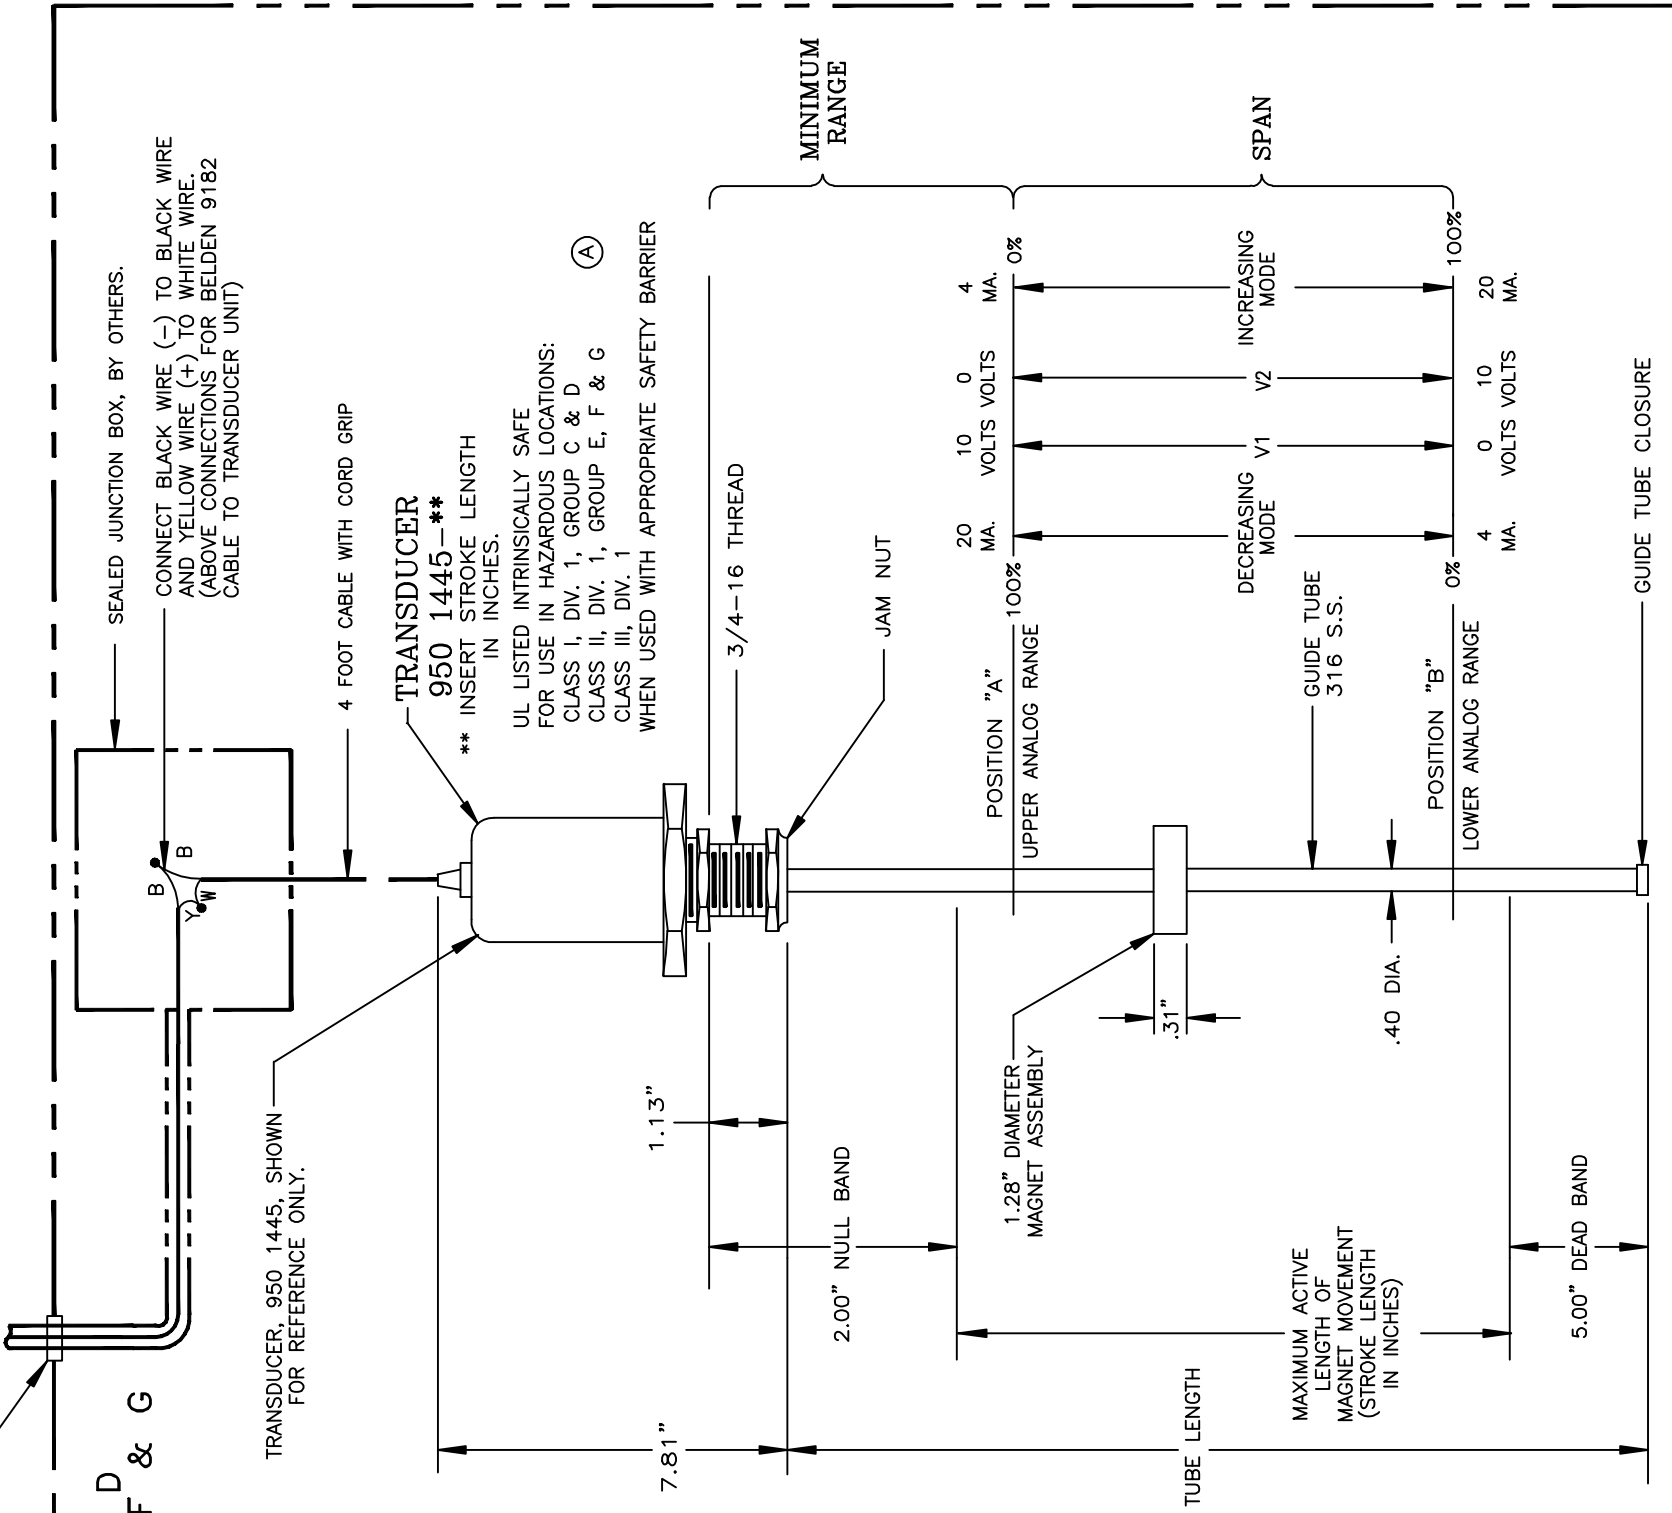 SEALED JUNCTION BOX, BY OTHERS.
CONNECT BLACK WIRE (-) TO BLACK WIRE
AND YELLOW WIRE (+) TO WHITE WIRE.
(ABOVE CONNECTIONS FOR BELDEN 9182
CABLE TO TRANSDUCER UNIT)
B
B
Y
W
4 FOOT CABLE WITH CORD GRIP
D
F & G
TRANSDUCER, 950 1445, SHOWN
FOR REFERENCE ONLY.
TRANSDUCER
950 1445-**
** INSERT STROKE LENGTH
IN INCHES.
UL LISTED INTRINSICALLY SAFE
FOR USE IN HAZARDOUS LOCATIONS:
CLASS I, DIV. 1, GROUP C & D
CLASS II, DIV. 1, GROUP E, F & G
CLASS III, DIV. 1
WHEN USED WITH APPROPRIATE SAFETY BARRIER
A
3/4-16 THREAD
JAM NUT
MINIMUM
RANGE
SPAN
7.81"
1.13"
2.00" NULL BAND
20
MA.
10
VOLTS
0
VOLTS
4
MA.
POSITION "A"
UPPER ANALOG RANGE
100%
0%
1.28" DIAMETER
MAGNET ASSEMBLY
.31"
DECREASING
MODE
V1
V2
INCREASING
MODE
GUIDE TUBE
316 S.S.
.40 DIA.
MAXIMUM ACTIVE
LENGTH OF
MAGNET MOVEMENT
(STROKE LENGTH
IN INCHES)
TUBE LENGTH
POSITION "B"
LOWER ANALOG RANGE
0%
100%
4
MA.
0
VOLTS
10
VOLTS
20
MA.
5.00" DEAD BAND
GUIDE TUBE CLOSURE